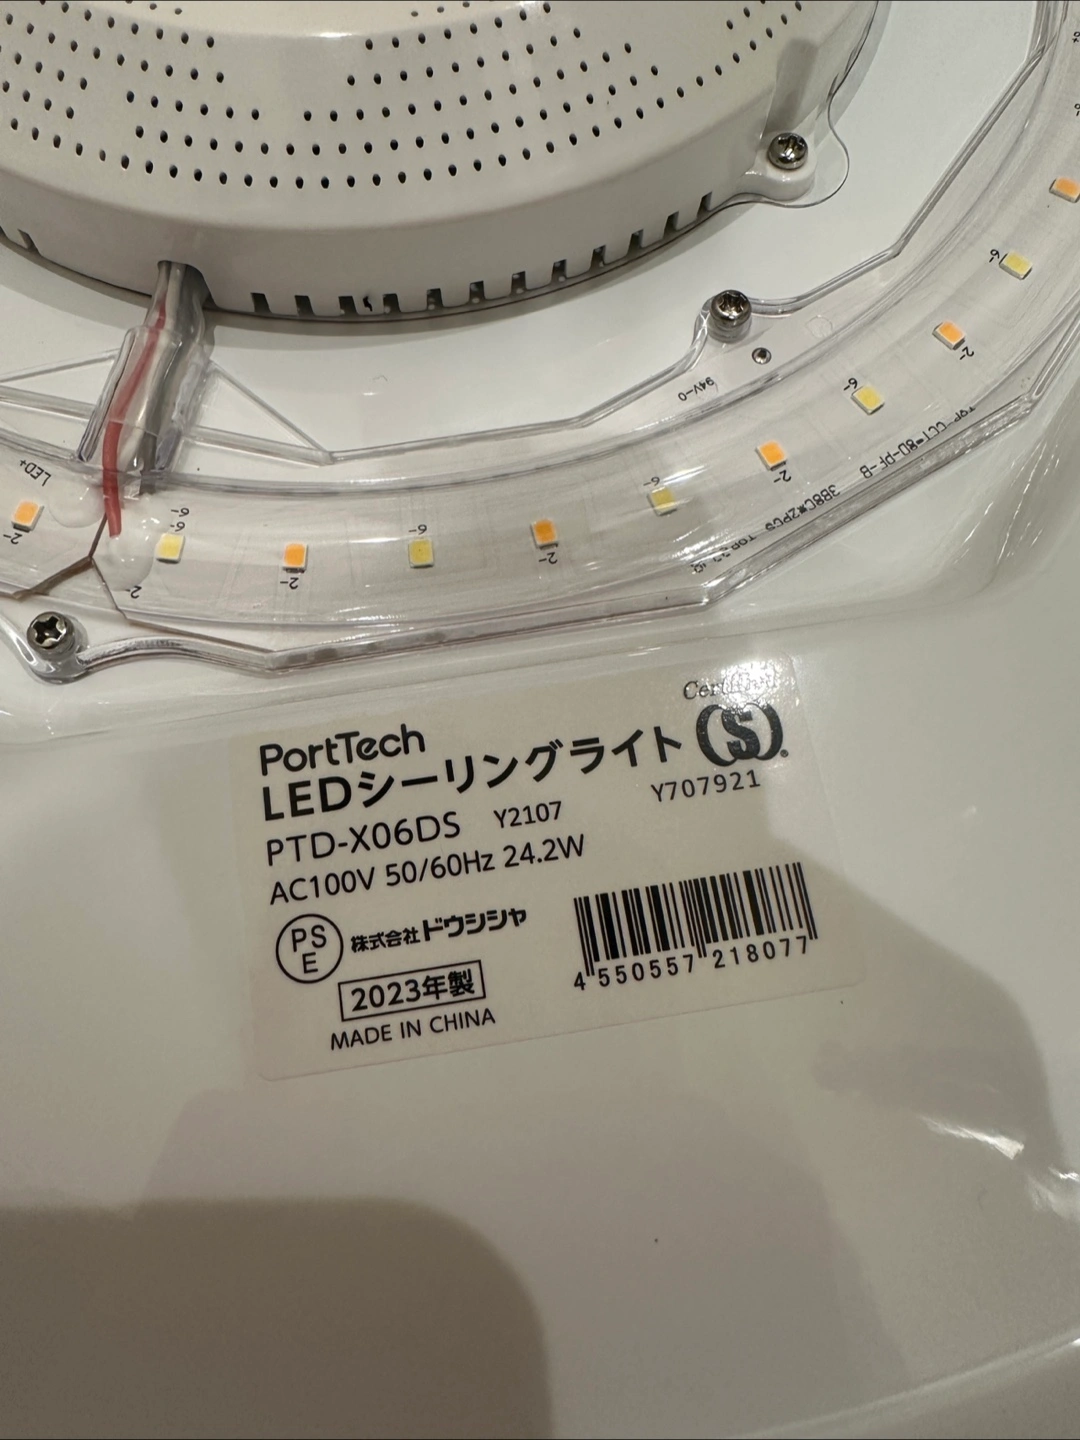 94V-0
LED+
PortTech
LEDシーリングライト
Certified
S
PTD-X06DS Y2107
Y707921
AC100V 50/60Hz 24.2W
PS
E
株式会社ドウシシャ
2023年製
MADE IN CHINA
4 550557 218077